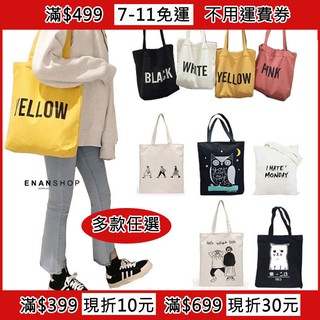 滿$499
7-11免運
不用運費券
BLACK
WHITE
YELLOW
PINK
YELLOW
ENANSHOP
I HATE
MONDAY
多款任選
滿$399 現折10元
滿$699 現折30元